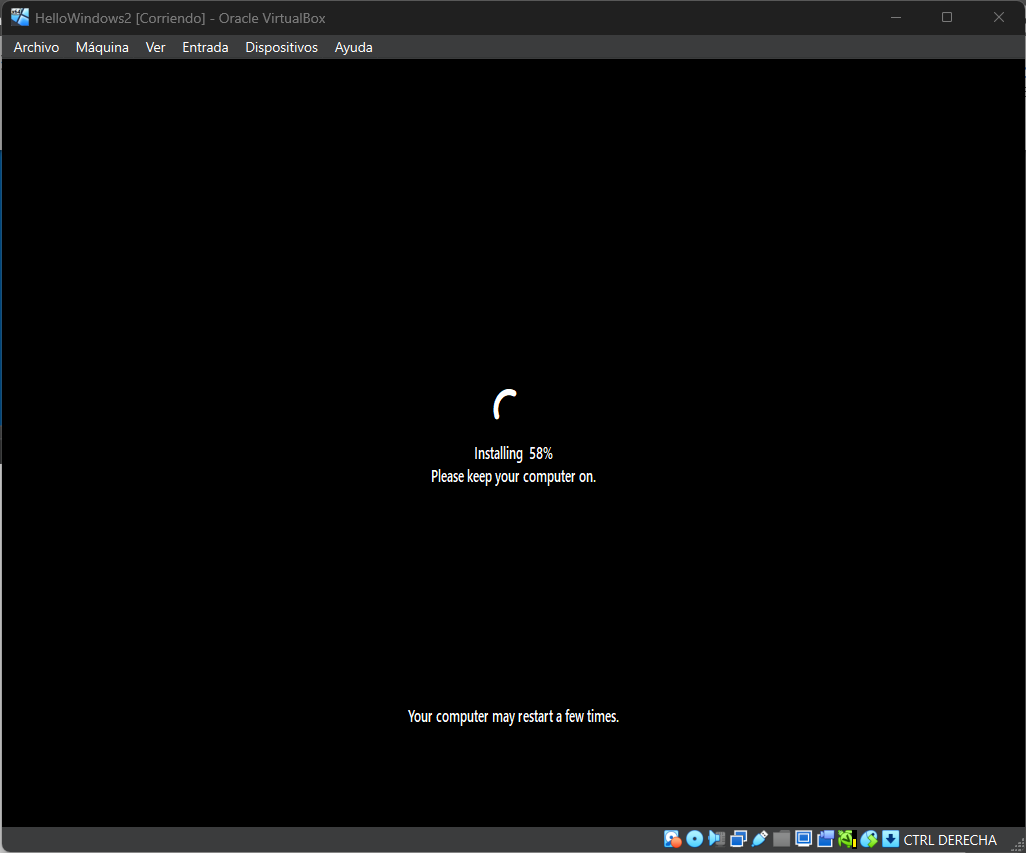 HelloWindows2 [Corriendo] - Oracle VirtualBox
Archivo Máquina Ver Entrada Dispositivos Ayuda
Installing 58%
Please keep your computer on.
Your computer may restart a few times.
CTRL DERECHA